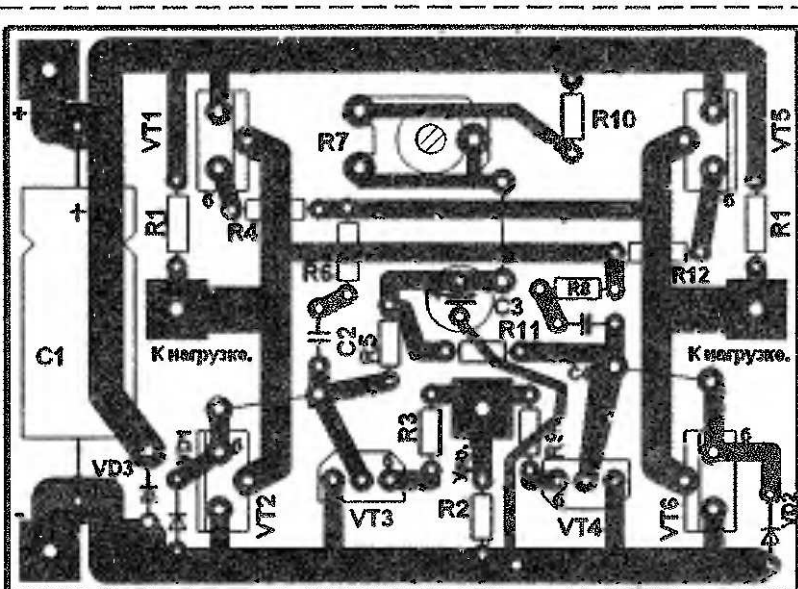 +
VT1
б
R7
R10
VT5
б
+
R1
R4
R6
R1
R12
R8
C3
R11
C2
R5
C1
К нагрузке.
К нагрузке.
VD3
б
VT2
R3
VT3
R2
б
VT4
б
VT6
VD2
-